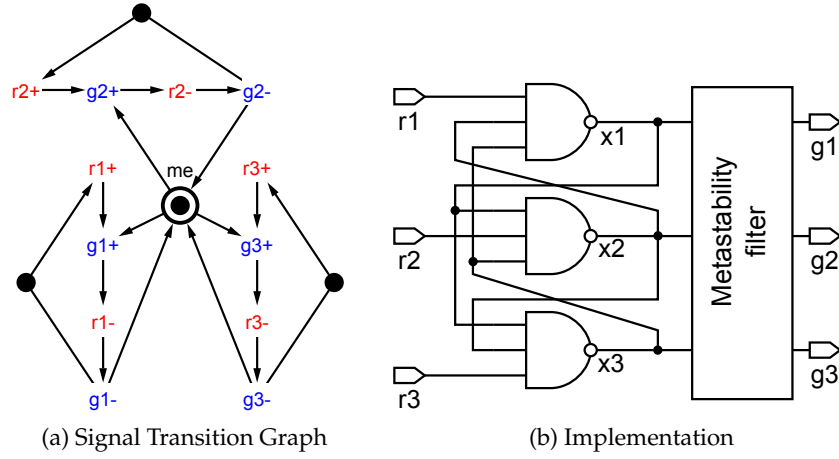 r2+ g2+ r2- g2-
me
r1+ r3+
g1+ g3+
r1- r3-
g1- g3-
(a) Signal Transition Graph
r1
r2
r3
x1
x2
x3
Metastability
filter
g1
g2
g3
(b) Implementation